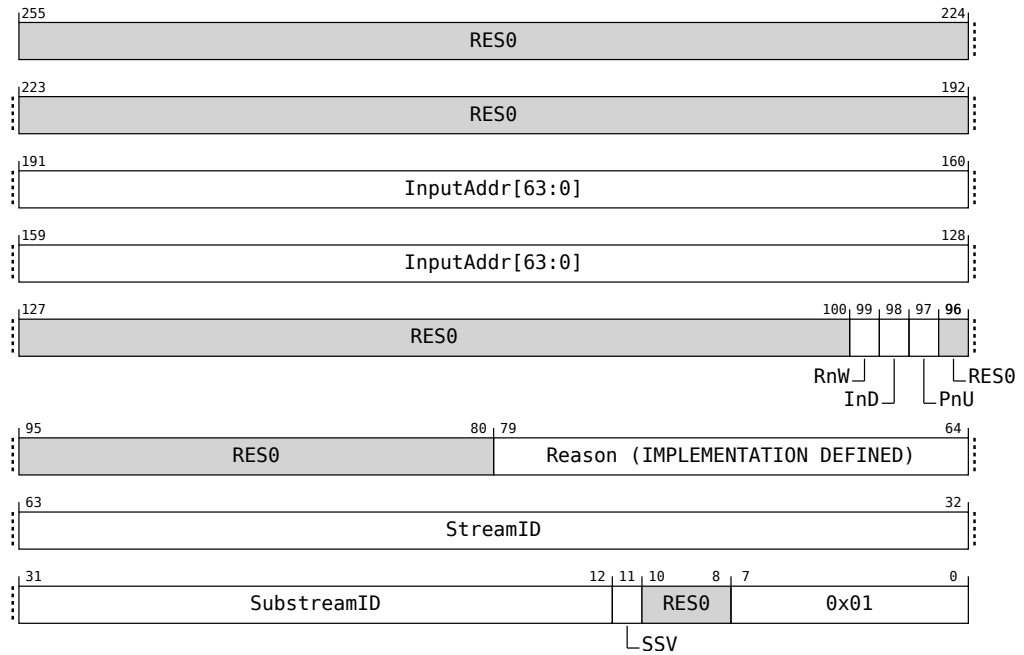 255 224
RES0
223 192
RES0
191 160
InputAddr[63:0]
159 128
InputAddr[63:0]
127 100 99 98 97 96
RES0
RnW RES0
InD PnU
95 80 79 64
RES0 Reason (IMPLEMENTATION DEFINED)
63 32
StreamID
31 12 11 10 8 7 0
SubstreamID RES0 0x01
SSV